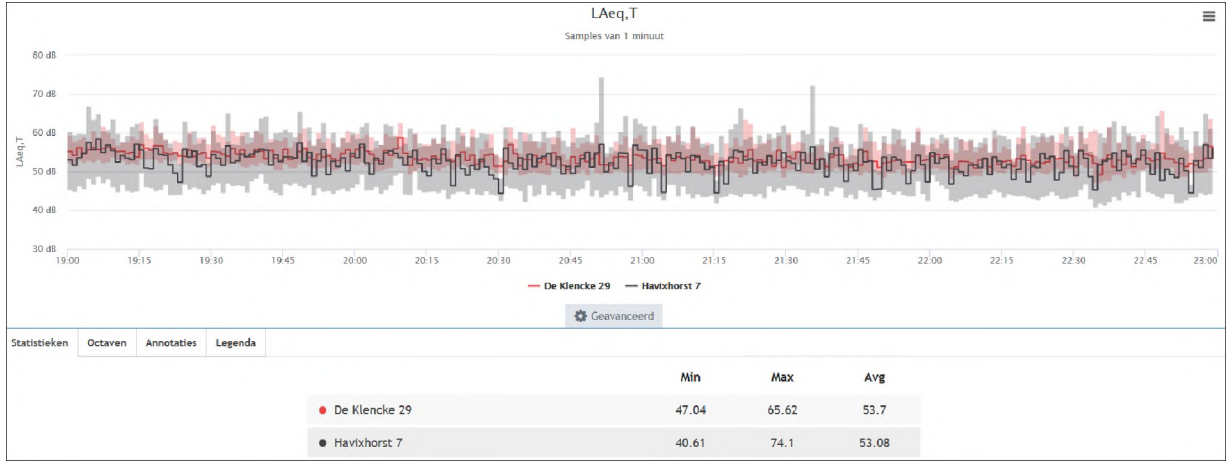 LAeq,T
Samples van 1 minuut
80 dB
70 dB
60 dB
50 dB
40 dB
30 dB
LAeq,T
19:00 19:15 19:30 19:45 20:00 20:15 20:30 20:45 21:00 21:15 21:30 21:45 22:00 22:15 22:30 22:45 23:00
De Klencke 29 Havixhorst 7
Geavanceerd
Statistieken Octaven Annotaties Legenda
Min Max Avg
De Klencke 29 47.04 65.62 53.7
Havixhorst 7 40.61 74.1 53.08